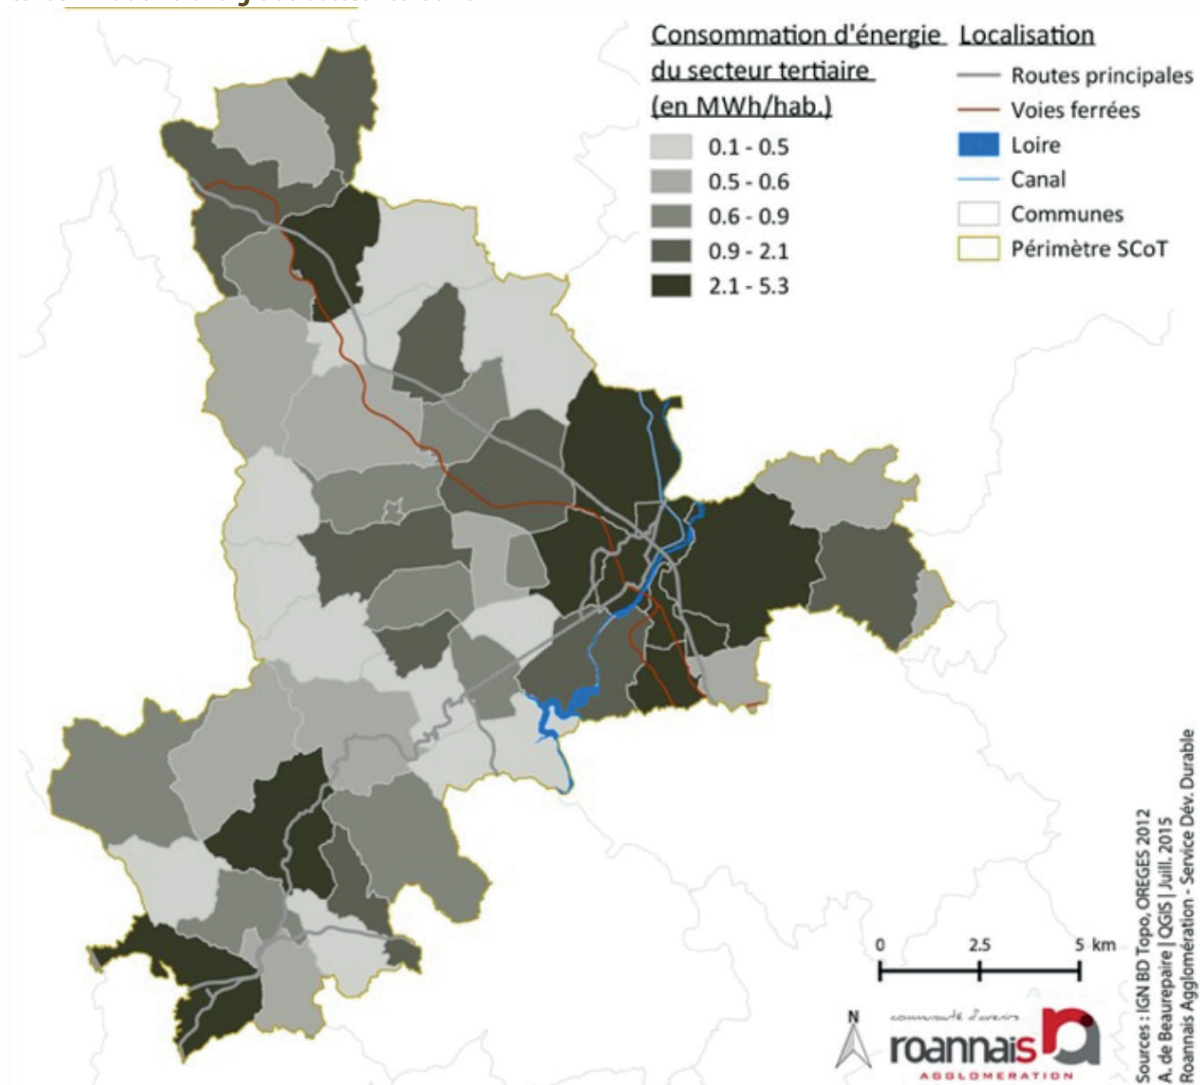 Consommation d'énergie
du secteur tertiaire
(en MWh/hab.)
0.1 - 0.5
0.5 - 0.6
0.6 - 0.9
0.9 - 2.1
2.1 - 5.3
Localisation
Routes principales
Voies ferrées
Loire
Canal
Communes
Périmètre SCoT
0 2.5 5 km
N
communauté d'avenirs
roannais
AGGLOMERATION
Sources : IGN BD Topo, OREGES 2012
A. de Beaurepaire | QGIS | Juill. 2015
Roannais Agglomération - Service Dév. Durable